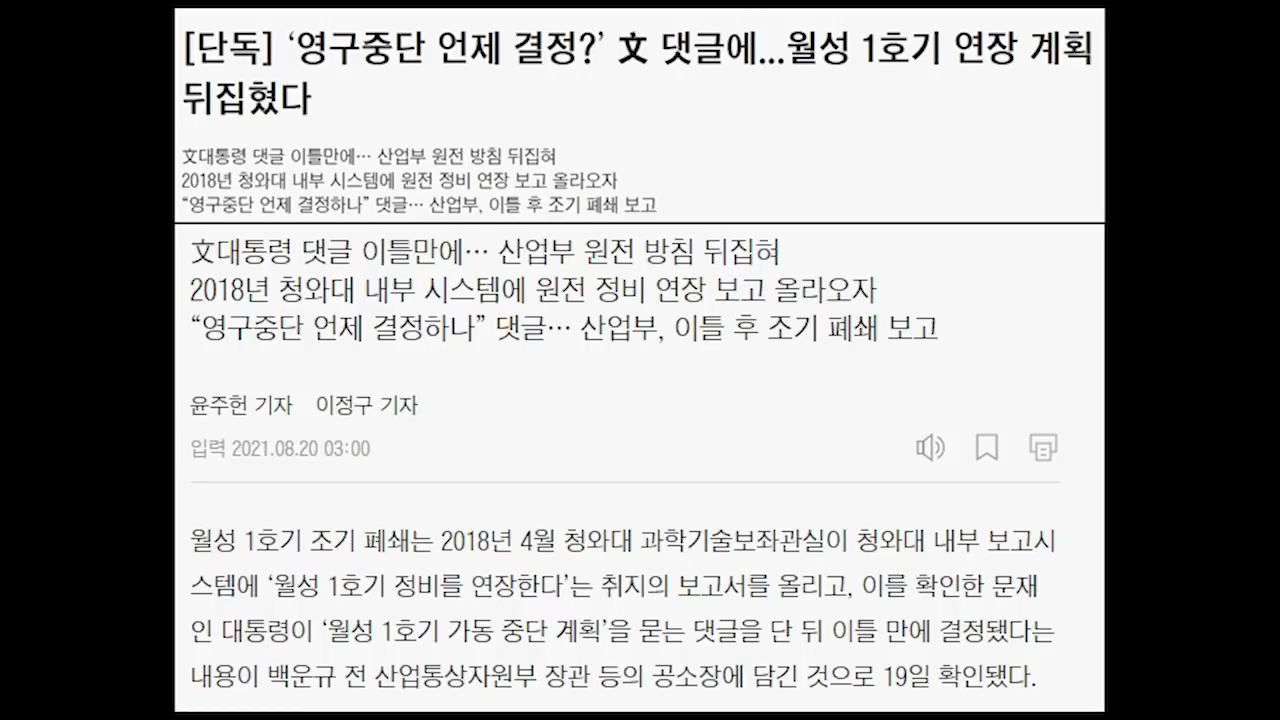 [단독] ‘영구중단 언제 결정?’ 文 댓글에...월성 1호기 연장 계획
뒤집혔다
文대통령 댓글 이틀만에… 산업부 원전 방침 뒤집혀
2018년 청와대 내부 시스템에 원전 정비 연장 보고 올라오자
“영구중단 언제 결정하나” 댓글… 산업부, 이틀 후 조기 폐쇄 보고
文대통령 댓글 이틀만에… 산업부 원전 방침 뒤집혀
2018년 청와대 내부 시스템에 원전 정비 연장 보고 올라오자
“영구중단 언제 결정하나” 댓글… 산업부, 이틀 후 조기 폐쇄 보고
윤주헌 기자 이정구 기자
입력 2021.08.20 03:00
월성 1호기 조기 폐쇄는 2018년 4월 청와대 과학기술보좌관실이 청와대 내부 보고시
스템에 ‘월성 1호기 정비를 연장한다’는 취지의 보고서를 올리고, 이를 확인한 문재
인 대통령이 ‘월성 1호기 가동 중단 계획’을 묻는 댓글을 단 뒤 이틀 만에 결정됐다는
내용이 백운규 전 산업통상자원부 장관 등의 공소장에 담긴 것으로 19일 확인됐다.